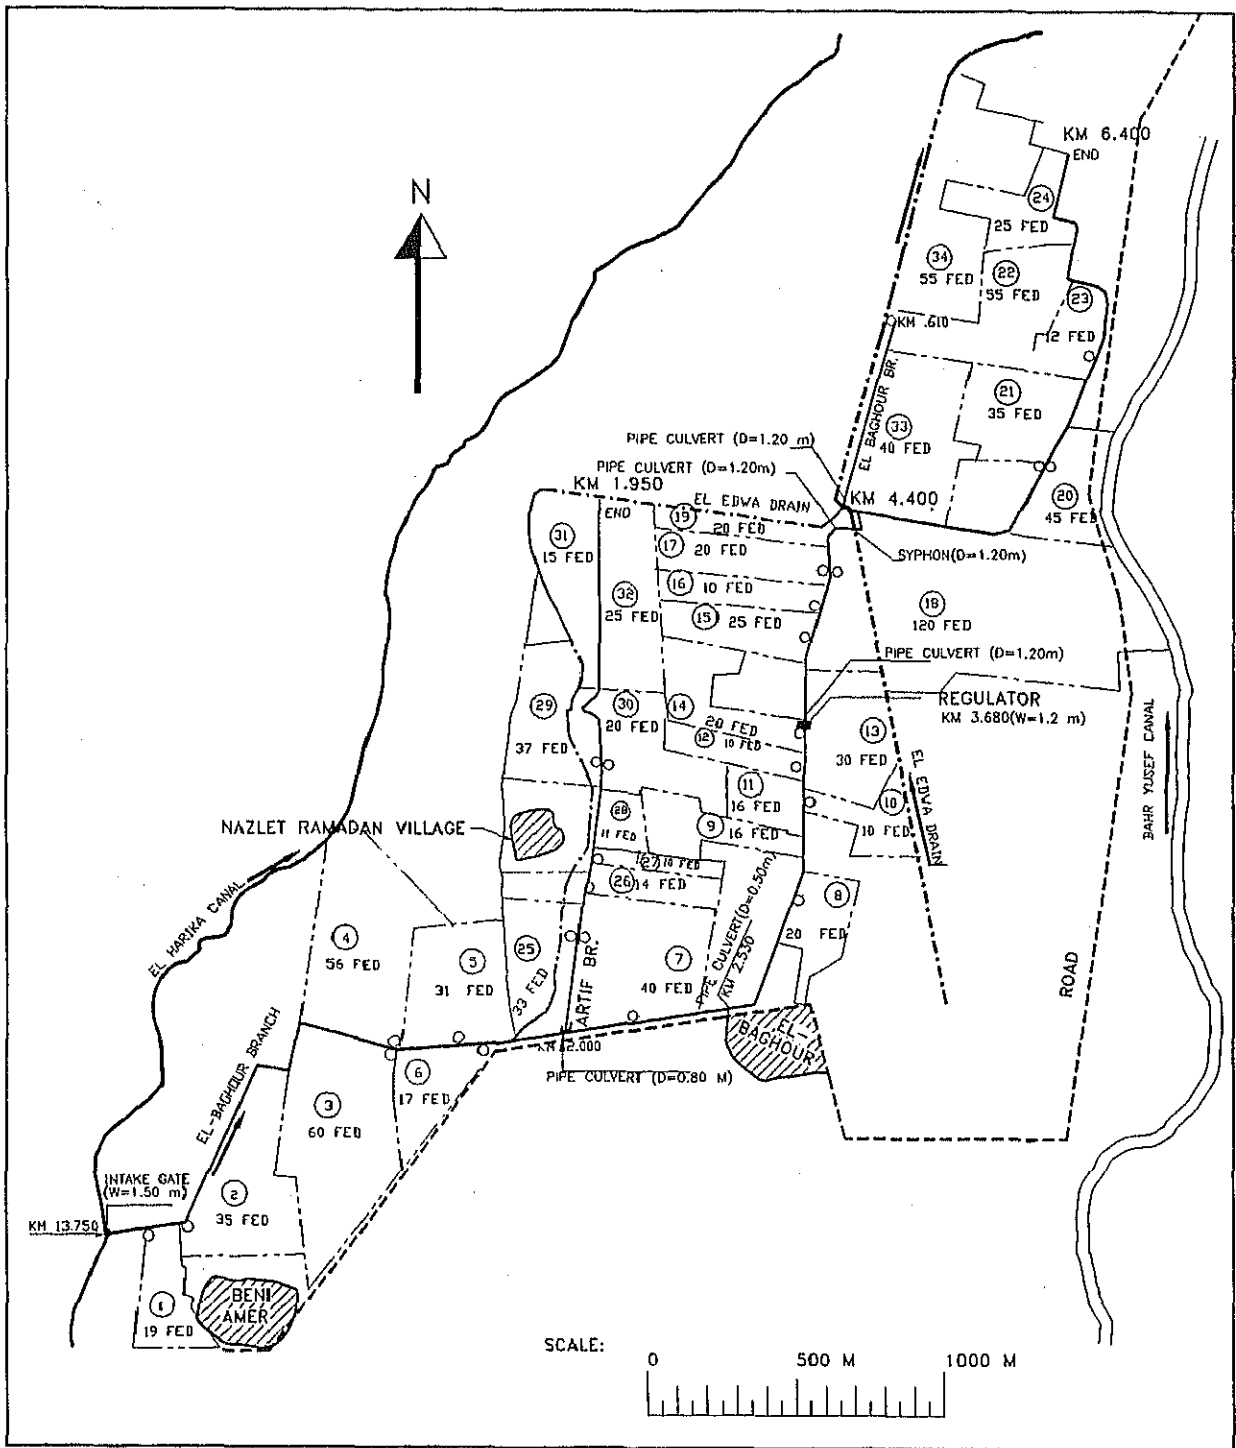 KM 6.400
END
N
24
25 FED
34
55 FED
22
55 FED
23
12 FED
KM .610
EL BAGHOUR BR.
21
35 FED
33
40 FED
PIPE CULVERT (D=1.20 m)
PIPE CULVERT (D=1.20m)
KM 1.950
END
EL EDWA DRAIN
KM 4.400
20
45 FED
19
20 FED
31
15 FED
17
20 FED
SYPHON(D=1.20m)
16
10 FED
32
25 FED
15
25 FED
18
120 FED
PIPE CULVERT (D=1.20m)
REGULATOR
KM 3.680(W=1.2 m)
29
37 FED
30
20 FED
14
20 FED
12
10 FED
13
30 FED
EL EDWA DRAIN
BAHR YUSEF CANAL
11
16 FED
10
10 FED
NAZLET RAMADAN VILLAGE
28
11 FED
9
16 FED
27
10 FED
26
14 FED
8
20 FED
PIPE CULVERT(D=0.50m)
KM 2.530
EL HARIKA CANAL
4
56 FED
5
31 FED
25
33 FED
ARTIF BR.
7
40 FED
ROAD
EL-
BAGHOUR
KM 2.000
PIPE CULVERT (D=0.80 M)
EL-BAGHOUR BRANCH
6
17 FED
3
60 FED
INTAKE GATE
(W=1.50 m)
2
35 FED
KM 13.750
BENI
AMER
1
19 FED
SCALE:
0 500 M 1000 M